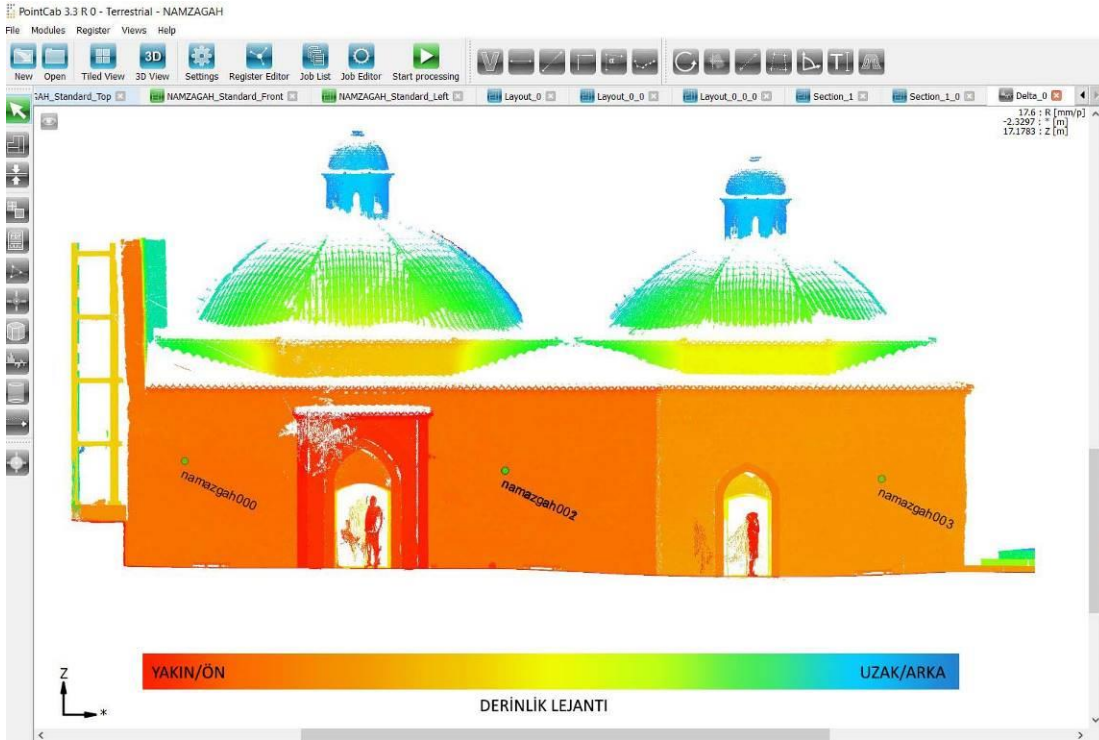 PointCab 3.3 R 0 - Terrestrial - NAMZAGAH
File Modules Register Views Help
New Open Tiled View 3D View Settings Register Editor Job List Job Editor Start processing
GAH_Standard_Top NAMZAGAH_Standard_Front NAMZAGAH_Standard_Left Layout_0 Layout_0_0 Layout_0_0_0 Section_1 Section_1_0 Delta_0
17.6 : R [mm/p]
-2.3297 : * [m]
17.1783 : Z [m]
namazgah000
namazgah003
YAKIN/ÖN UZAK/ARKA
DERİNLİK LEJANTI
Z
*